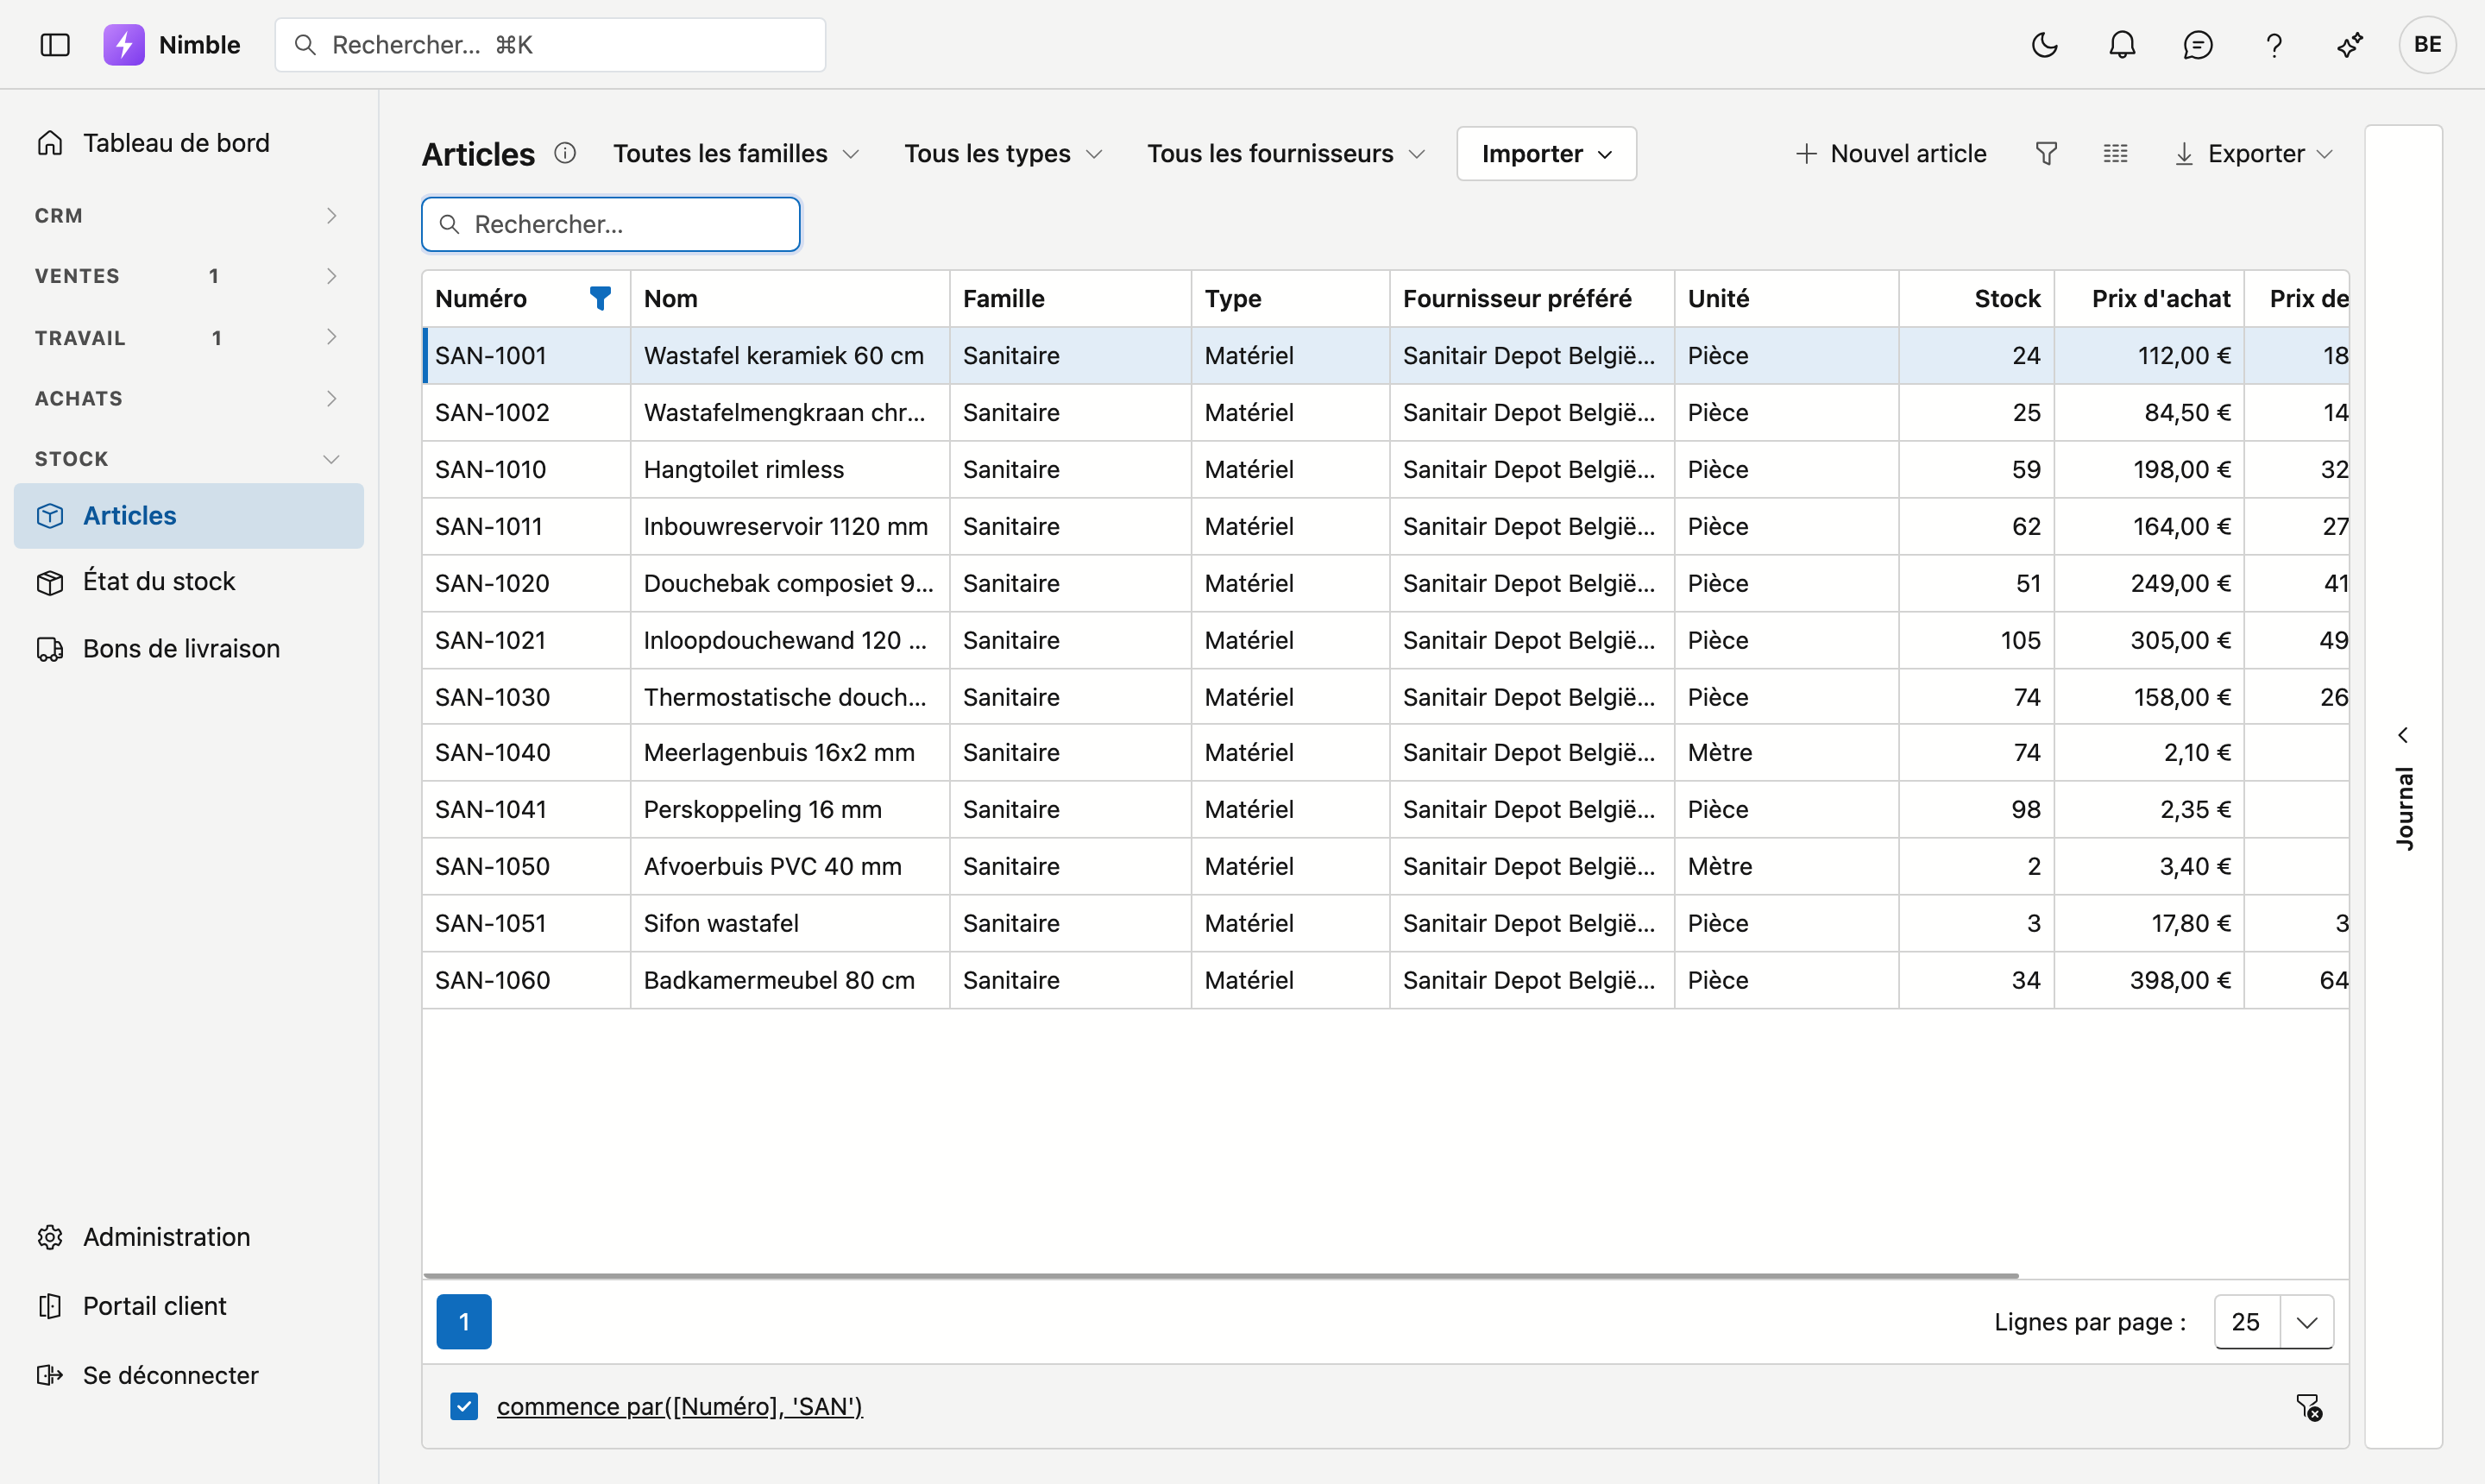 Nimble
Rechercher... ⌘K
BE
Tableau de bord
CRM
VENTES 1
TRAVAIL 1
ACHATS
STOCK
Articles
État du stock
Bons de livraison
Administration
Portail client
Se déconnecter
Articles Toutes les familles Tous les types Tous les fournisseurs Importer Nouvel article Exporter
Rechercher...
Numéro Nom Famille Type Fournisseur préféré Unité Stock Prix d'achat Prix de
SAN-1001 Wastafel keramiek 60 cm Sanitaire Matériel Sanitair Depot België... Pièce 24 112,00 € 18
SAN-1002 Wastafelmengkraan chr... Sanitaire Matériel Sanitair Depot België... Pièce 25 84,50 € 14
SAN-1010 Hangtoilet rimless Sanitaire Matériel Sanitair Depot België... Pièce 59 198,00 € 32
SAN-1011 Inbouwreservoir 1120 mm Sanitaire Matériel Sanitair Depot België... Pièce 62 164,00 € 27
SAN-1020 Douchebak composiet 9... Sanitaire Matériel Sanitair Depot België... Pièce 51 249,00 € 41
SAN-1021 Inloopdouchewand 120 ... Sanitaire Matériel Sanitair Depot België... Pièce 105 305,00 € 49
SAN-1030 Thermostatische douch... Sanitaire Matériel Sanitair Depot België... Pièce 74 158,00 € 26
SAN-1040 Meerlagenbuis 16x2 mm Sanitaire Matériel Sanitair Depot België... Mètre 74 2,10 €
SAN-1041 Perskoppeling 16 mm Sanitaire Matériel Sanitair Depot België... Pièce 98 2,35 €
SAN-1050 Afvoerbuis PVC 40 mm Sanitaire Matériel Sanitair Depot België... Mètre 2 3,40 €
SAN-1051 Sifon wastafel Sanitaire Matériel Sanitair Depot België... Pièce 3 17,80 € 3
SAN-1060 Badkamermeubel 80 cm Sanitaire Matériel Sanitair Depot België... Pièce 34 398,00 € 64
1 Lignes par page : 25
commence par([Numéro], 'SAN')
Journal